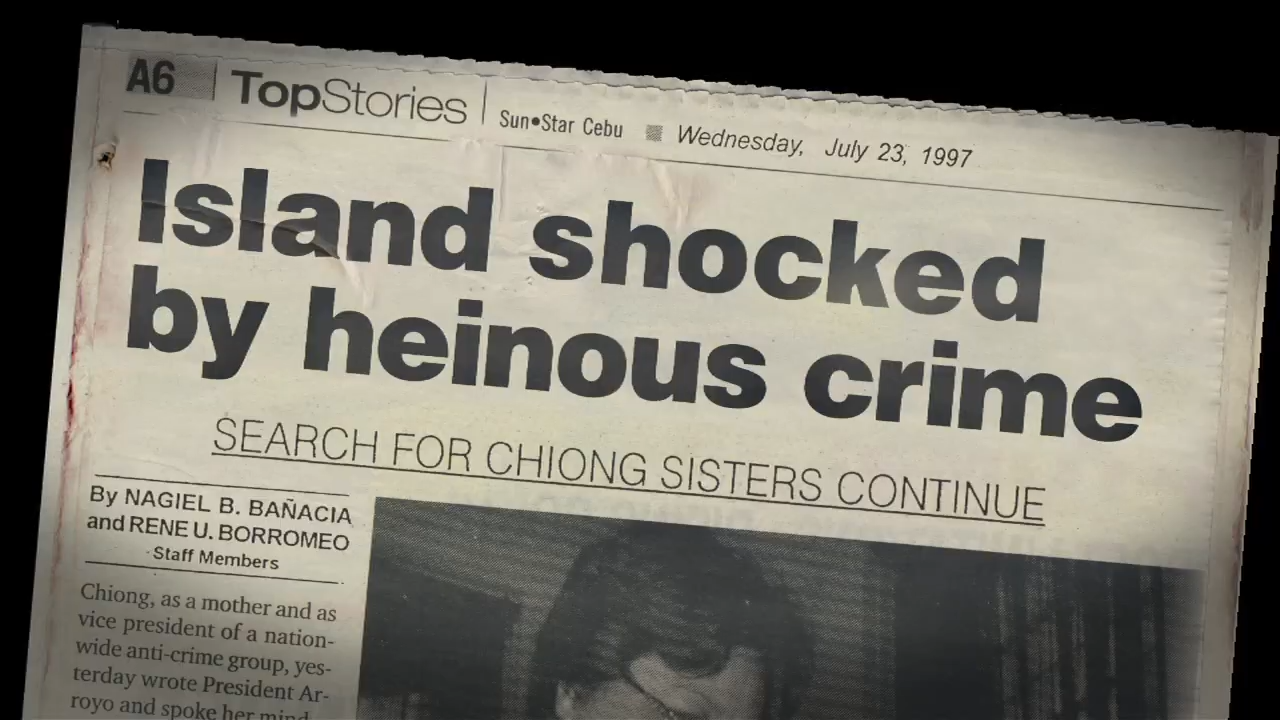 A6 TopStories Sun•Star Cebu Wednesday, July 23, 1997
Island shocked
by heinous crime
SEARCH FOR CHIONG SISTERS CONTINUE
By NAGIEL B. BAÑACIA
and RENE U. BORROMEO
Staff Members
Chiong, as a mother and as
vice president of a nation-
wide anti-crime group, yes-
terday wrote President Ar-
royo and spoke her mind